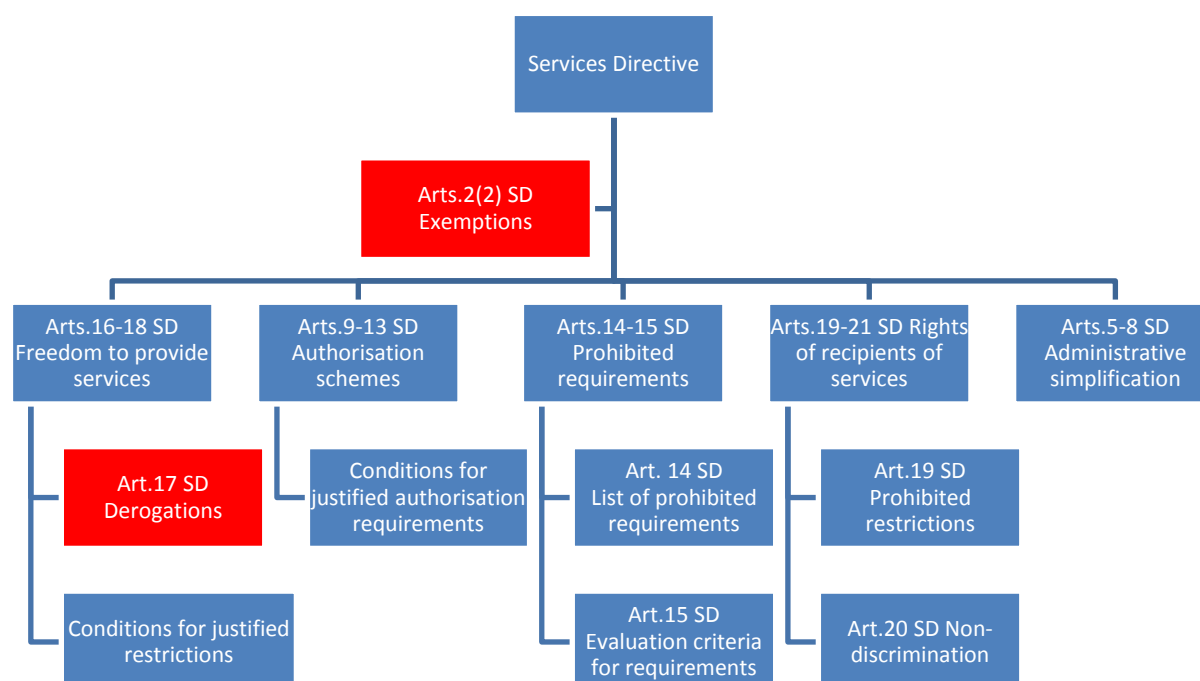 Services Directive
Arts.2(2) SD
Exemptions
Arts.16-18 SD
Freedom to provide
services
Arts.9-13 SD
Authorisation
schemes
Arts.14-15 SD
Prohibited
requirements
Arts.19-21 SD Rights
of recipients of
services
Arts.5-8 SD
Administrative
simplification
Art.17 SD
Derogations
Conditions for
justified authorisation
requirements
Art. 14 SD
List of prohibited
requirements
Art.19 SD
Prohibited
restrictions
Conditions for justified
restrictions
Art.15 SD
Evaluation criteria
for requirements
Art.20 SD Non-
discrimination